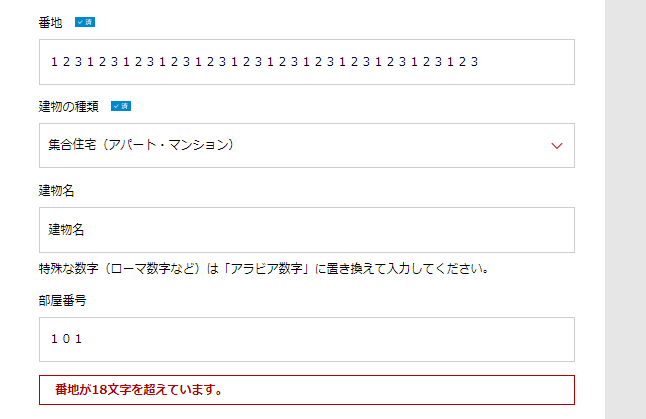 番地 ✓済
１２３１２３１２３１２３１２３１２３１２３１２３１２３１２３１２３１２３
建物の種類 ✓済
集合住宅（アパート・マンション）
建物名
建物名
特殊な数字（ローマ数字など）は「アラビア数字」に置き換えて入力してください。
部屋番号
１０１
番地が18文字を超えています。